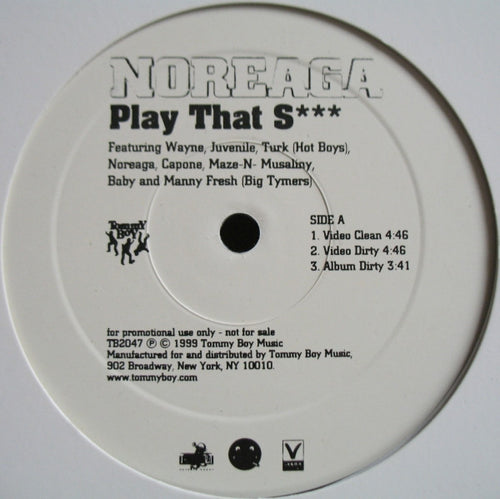 NOREAGA
Play That S***
Featuring Wayne, Juvenile, Turk (Hot Boys),
Noreaga, Capone, Maze-N- Musaliny,
Baby and Manny Fresh (Big Tymers)
Tommy
Boy
SIDE A
1. Video Clean 4:46
2. Video Dirty 4:46
3. Album Dirty 3:41
for promotional use only - not for sale
TB2047 Ⓟ © 1999 Tommy Boy Music
Manufactured for and distributed by Tommy Boy Music,
902 Broadway, New York, NY 10010.
www.tommyboy.com